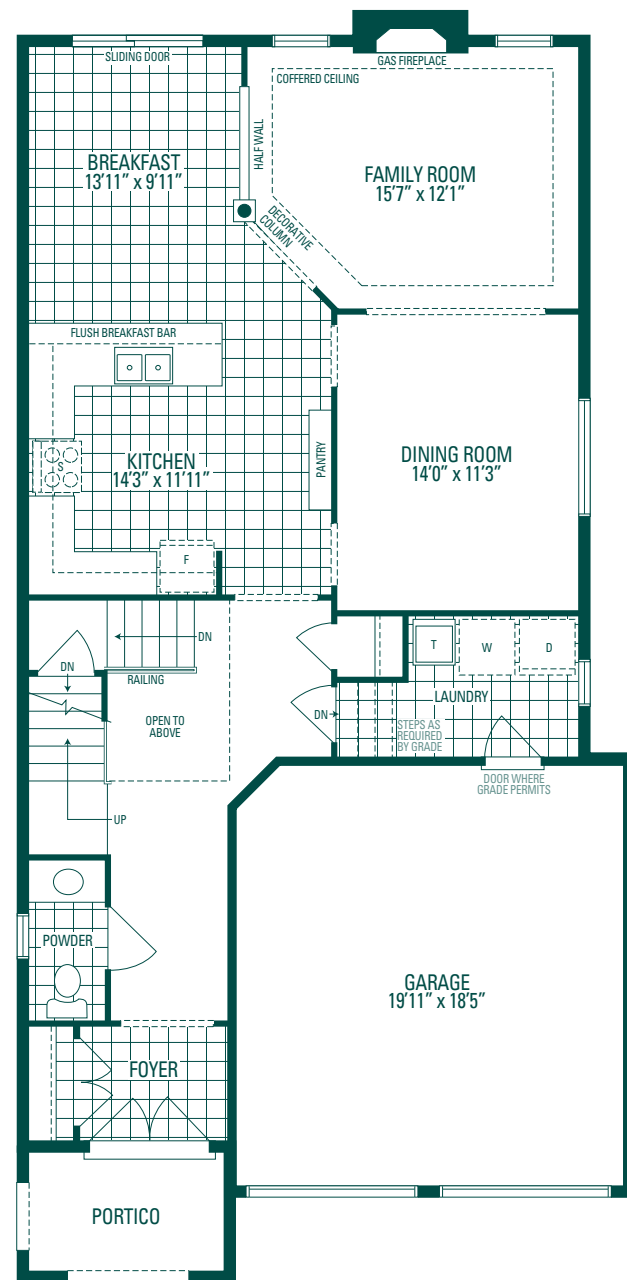 SLIDING DOOR
GAS FIREPLACE
COFFERED CEILING
BREAKFAST
13'11" x 9'11"
HALF WALL
FAMILY ROOM
15'7" x 12'1"
DECORATIVE
COLUMN
FLUSH BREAKFAST BAR
S
KITCHEN
14'3" x 11'11"
PANTRY
DINING ROOM
14'0" x 11'3"
F
DN
DN
RAILING
T
W
D
LAUNDRY
DN
STEPS AS
REQUIRED
BY GRADE
OPEN TO
ABOVE
DOOR WHERE
GRADE PERMITS
UP
POWDER
GARAGE
19'11" x 18'5"
FOYER
PORTICO